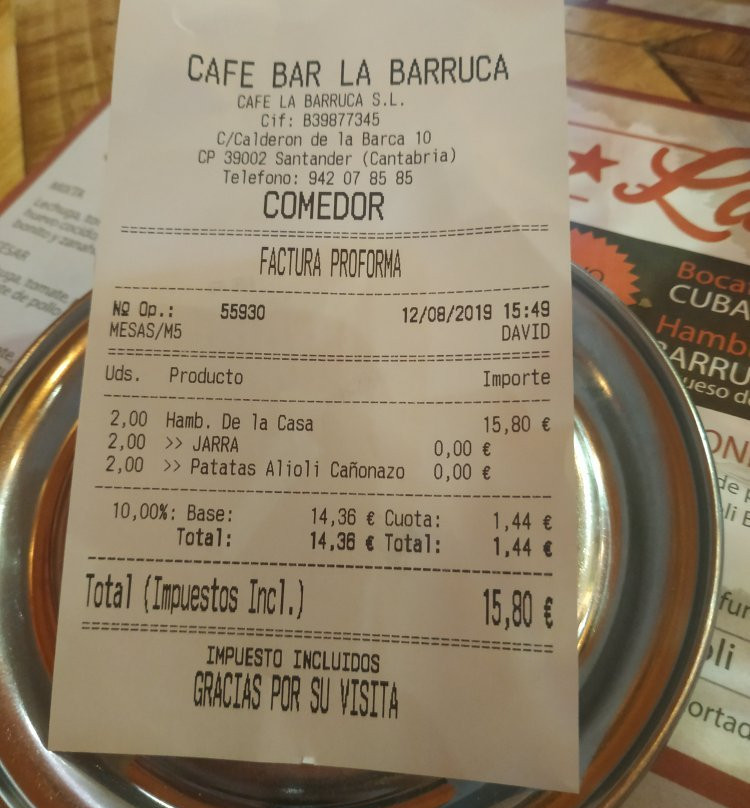 CAFE BAR LA BARRUCA
CAFE LA BARRUCA S.L.
Cif: B39877345
C/Calderon de la Barca 10
CP 39002 Santander (Cantabria)
Telefono: 942 07 85 85
COMEDOR
FACTURA PROFORMA
Nº Op.: 55930 12/08/2019 15:49
MESAS/M5 DAVID
Uds. Producto Importe
2,00 Hamb. De la Casa 15,80 €
2,00 >> JARRA 0,00 €
2,00 >> Patatas Alioli Cañonazo 0,00 €
10,00%: Base: 14,36 € Cuota: 1,44 €
Total: 14,36 € Total: 1,44 €
Total (Impuestos Incl.) 15,80 €
IMPUESTO INCLUIDOS
GRACIAS POR SU VISITA
MIXTA
CUBA